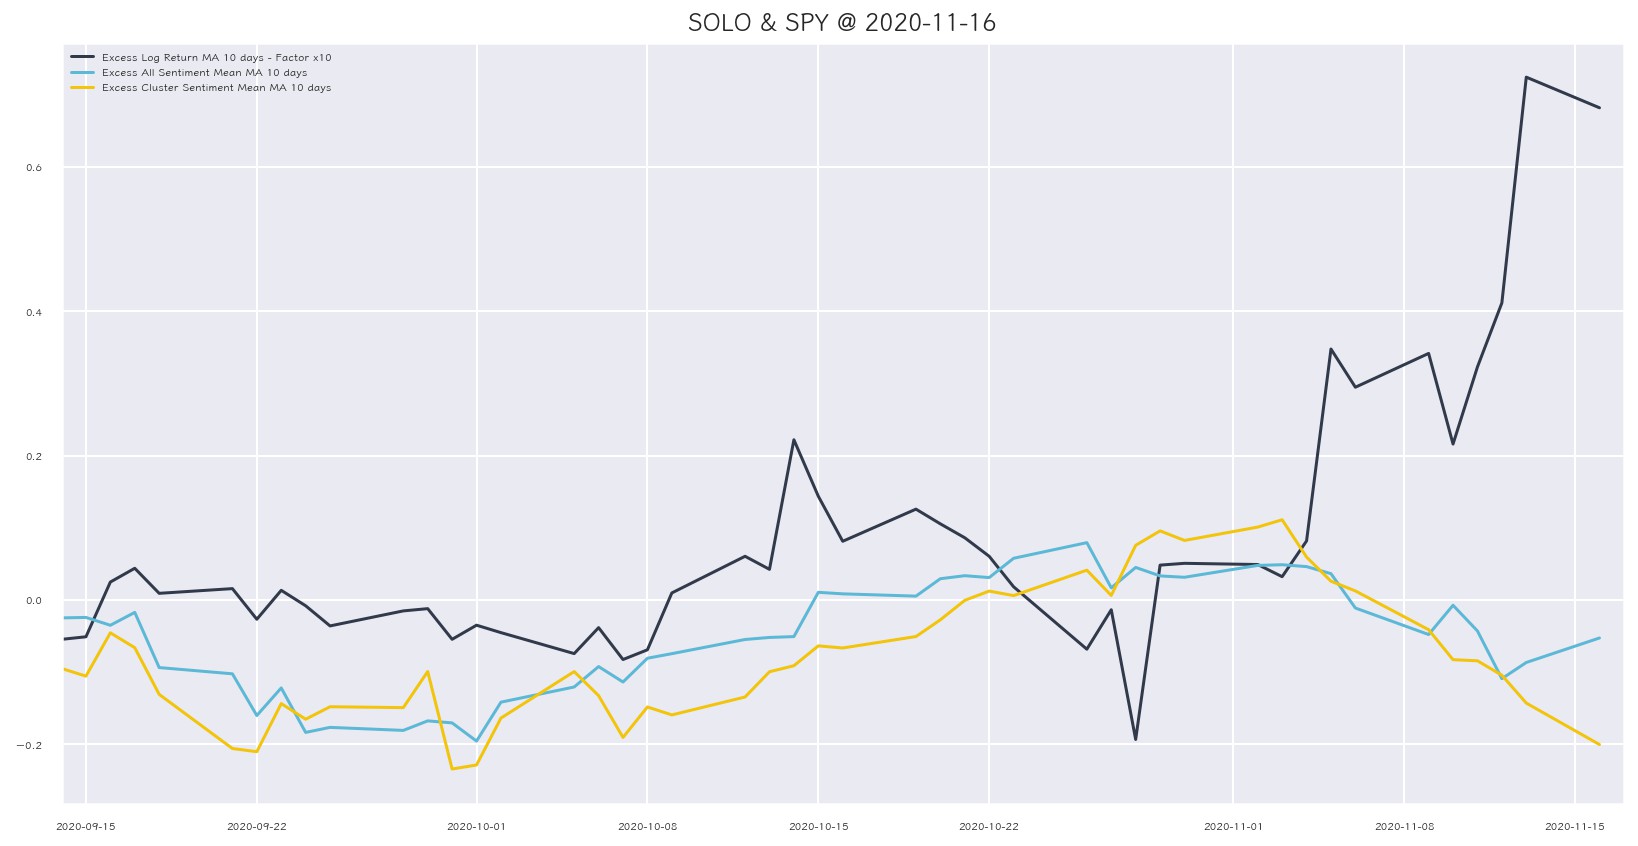 SOLO & SPY @ 2020-11-16
Excess Log Return MA 10 days - Factor x10
Excess All Sentiment Mean MA 10 days
Excess Cluster Sentiment Mean MA 10 days
0.6
0.4
0.2
0.0
−0.2
2020-09-15 2020-09-22 2020-10-01 2020-10-08 2020-10-15 2020-10-22 2020-11-01 2020-11-08 2020-11-15